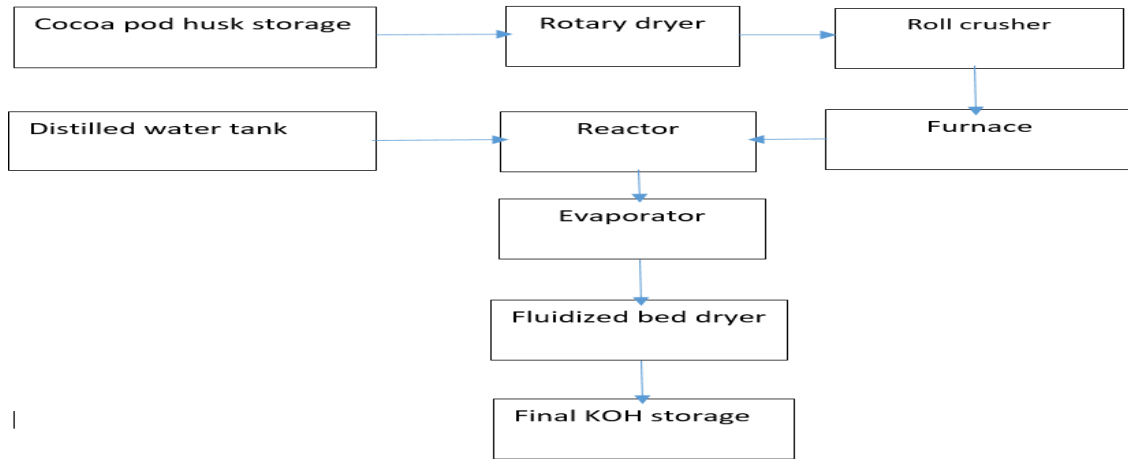 Cocoa pod husk storage
Rotary dryer
Roll crusher
Distilled water tank
Reactor
Furnace
Evaporator
Fluidized bed dryer
Final KOH storage